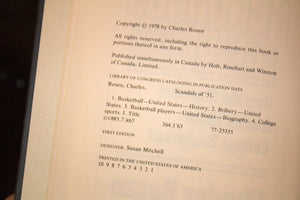 Copyright © 1978 by Charles Rosen
All rights reserved, including the right to reproduce this book or
portions thereof in any form.
Published simultaneously in Canada by Holt, Rinehart and Winston
of Canada, Limited.
LIBRARY OF CONGRESS CATALOGING IN PUBLICATION DATA
Rosen, Charles.
Scandals of '51.
1. Basketball—United States—History. 2. Bribery—United
States. 3. Basketball players—United States—Biography. 4. College
sports. I. Title.
GV885.7.R67 364.1'63 77-25355
FIRST EDITION
DESIGNER: Susan Mitchell
PRINTED IN THE UNITED STATES OF AMERICA
10 9 8 7 6 5 4 3 2 1